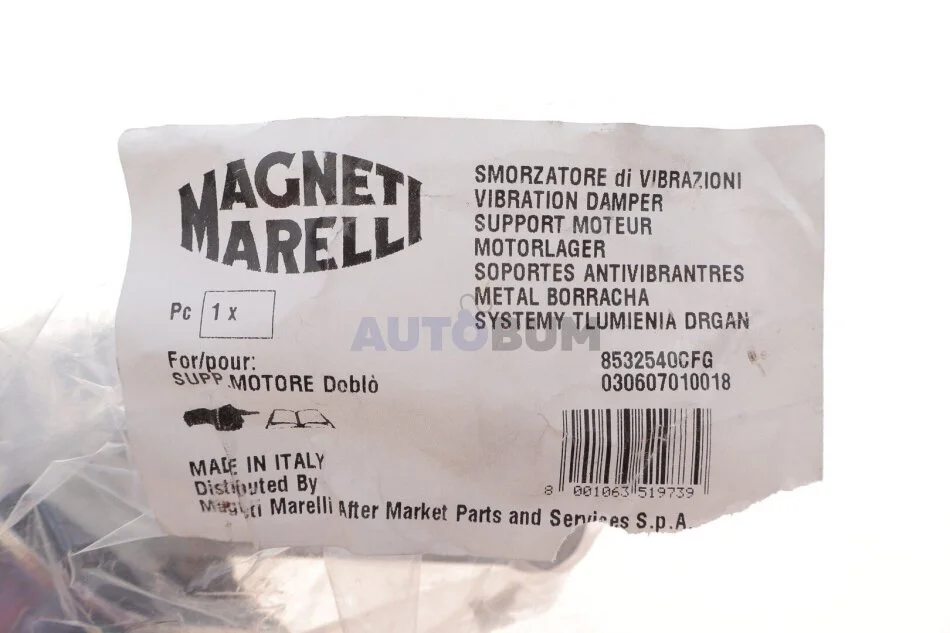 MAGNETI
MARELLI
Pc 1 x
For/pour:
SUPP.MOTORE Doblò
MADE IN ITALY
Distributed By
Magneti Marelli After Market Parts and Services S.p.A.
SMORZATORE di VIBRAZIONI
VIBRATION DAMPER
SUPPORT MOTEUR
MOTORLAGER
SOPORTES ANTIVIBRANTRES
METAL BORRACHA
SYSTEMY TLUMIENIA DRGAN
AUTOBUM
8532540CFG
030607010018
8 001063 519739